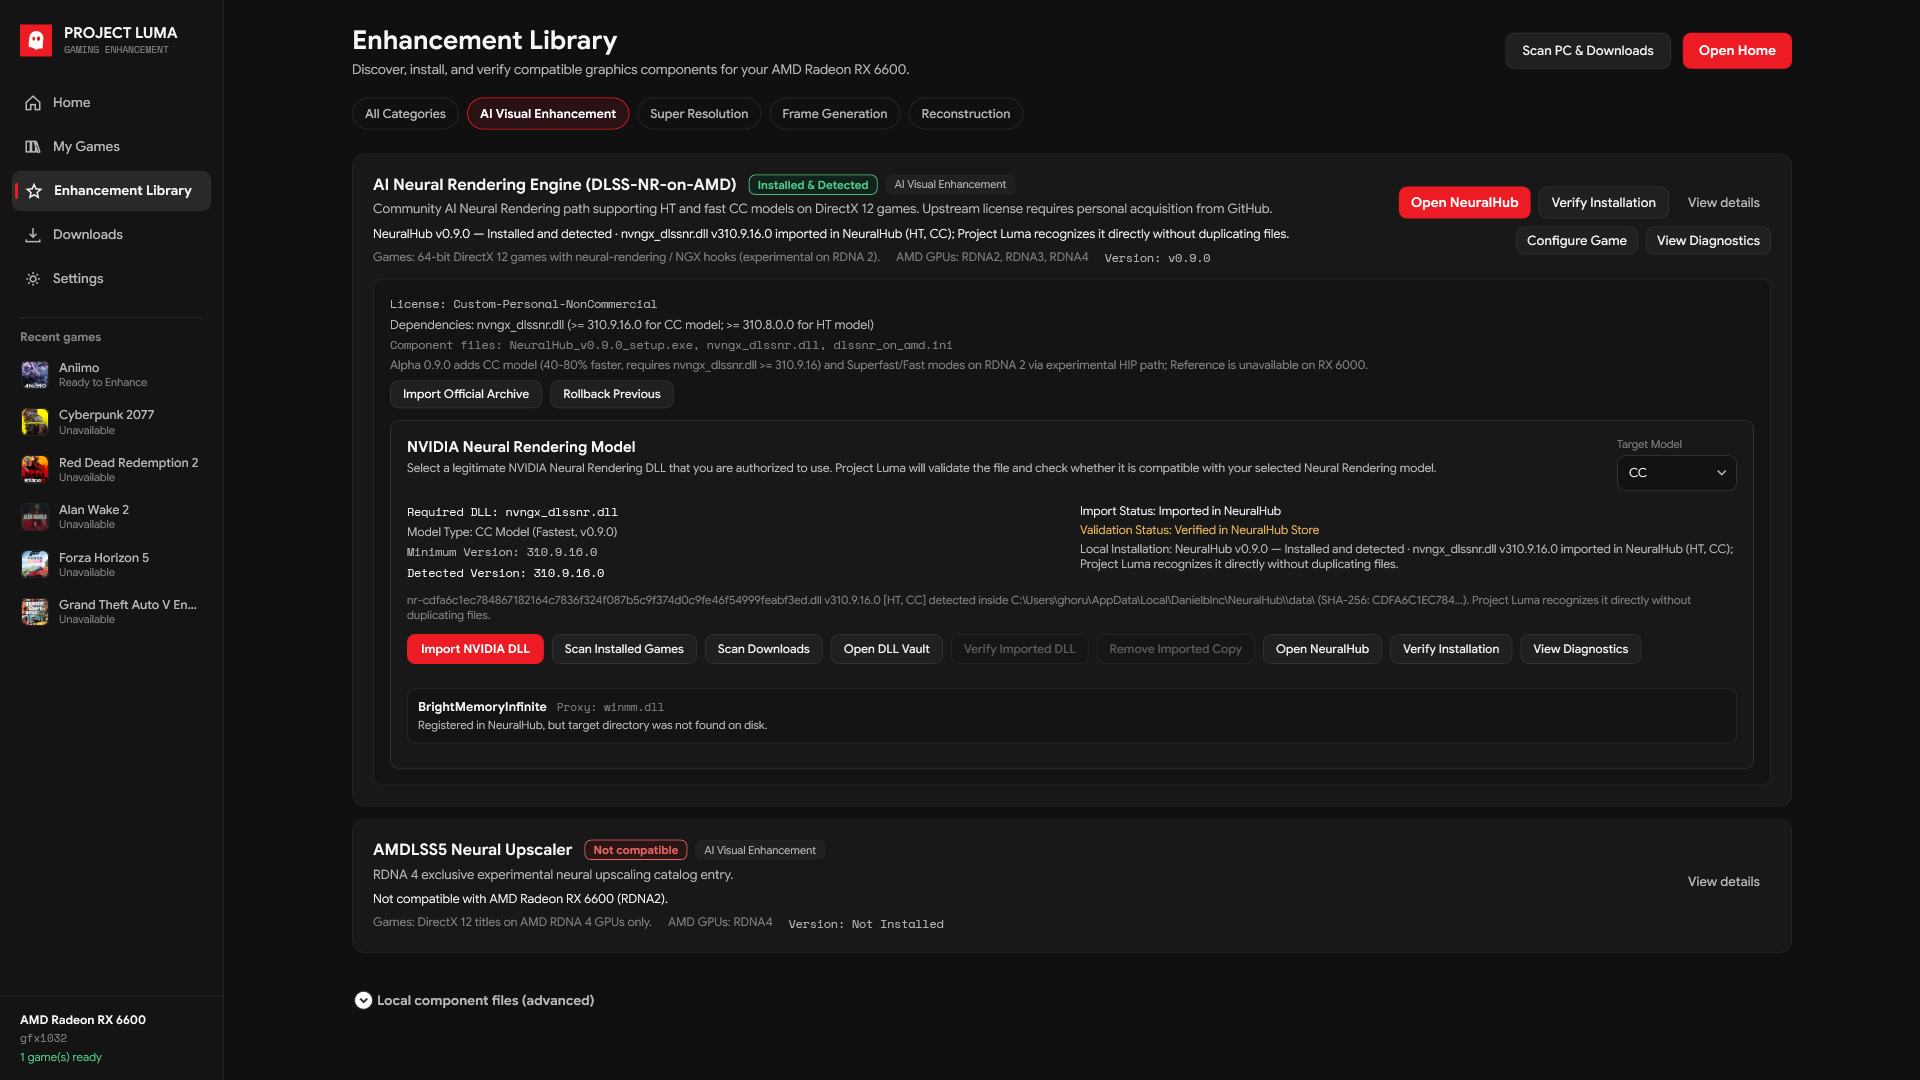 PROJECT LUMA
GAMING ENHANCEMENT
Home
My Games
Enhancement Library
Downloads
Settings
Recent games
Aniimo
Ready to Enhance
Cyberpunk 2077
Unavailable
Red Dead Redemption 2
Unavailable
Alan Wake 2
Unavailable
Forza Horizon 5
Unavailable
Grand Theft Auto V En...
Unavailable
AMD Radeon RX 6600
gfx1032
1 game(s) ready
Enhancement Library
Discover, install, and verify compatible graphics components for your AMD Radeon RX 6600.
Scan PC & Downloads
Open Home
All Categories
AI Visual Enhancement
Super Resolution
Frame Generation
Reconstruction
AI Neural Rendering Engine (DLSS-NR-on-AMD)
Installed & Detected
AI Visual Enhancement
Community AI Neural Rendering path supporting HT and fast CC models on DirectX 12 games. Upstream license requires personal acquisition from GitHub.
NeuralHub v0.9.0 — Installed and detected · nvngx_dlssnr.dll v310.9.16.0 imported in NeuralHub (HT, CC); Project Luma recognizes it directly without duplicating files.
Games: 64-bit DirectX 12 games with neural-rendering / NGX hooks (experimental on RDNA 2).
AMD GPUs: RDNA2, RDNA3, RDNA4
Version: v0.9.0
Open NeuralHub
Verify Installation
View details
Configure Game
View Diagnostics
License: Custom-Personal-NonCommercial
Dependencies: nvngx_dlssnr.dll (>= 310.9.16.0 for CC model; >= 310.8.0.0 for HT model)
Component files: NeuralHub_v0.9.0_setup.exe, nvngx_dlssnr.dll, dlssnr_on_amd.ini
Alpha 0.9.0 adds CC model (40-80% faster, requires nvngx_dlssnr.dll >= 310.9.16) and Superfast/Fast modes on RDNA 2 via experimental HIP path; Reference is unavailable on RX 6000.
Import Official Archive
Rollback Previous
NVIDIA Neural Rendering Model
Select a legitimate NVIDIA Neural Rendering DLL that you are authorized to use. Project Luma will validate the file and check whether it is compatible with your selected Neural Rendering model.
Target Model
CC
Required DLL: nvngx_dlssnr.dll
Model Type: CC Model (Fastest, v0.9.0)
Minimum Version: 310.9.16.0
Detected Version: 310.9.16.0
Import Status: Imported in NeuralHub
Validation Status: Verified in NeuralHub Store
Local Installation: NeuralHub v0.9.0 — Installed and detected · nvngx_dlssnr.dll v310.9.16.0 imported in NeuralHub (HT, CC);
Project Luma recognizes it directly without duplicating files.
nr-cdfa6c1ec784867182164c7836f324f087b5c9f374d0c9fe46f54999feabf3ed.dll v310.9.16.0 [HT, CC] detected inside C:\Users\ghoru\AppData\Local\DanielbInc\NeuralHub\\data\ (SHA-256: CDFA6C1EC784...). Project Luma recognizes it directly without
duplicating files.
Import NVIDIA DLL
Scan Installed Games
Scan Downloads
Open DLL Vault
Verify Imported DLL
Remove Imported Copy
Open NeuralHub
Verify Installation
View Diagnostics
BrightMemoryInfinite
Proxy: winmm.dll
Registered in NeuralHub, but target directory was not found on disk.
AMDLSS5 Neural Upscaler
Not compatible
AI Visual Enhancement
RDNA 4 exclusive experimental neural upscaling catalog entry.
Not compatible with AMD Radeon RX 6600 (RDNA2).
Games: DirectX 12 titles on AMD RDNA 4 GPUs only.
AMD GPUs: RDNA4
Version: Not Installed
View details
Local component files (advanced)